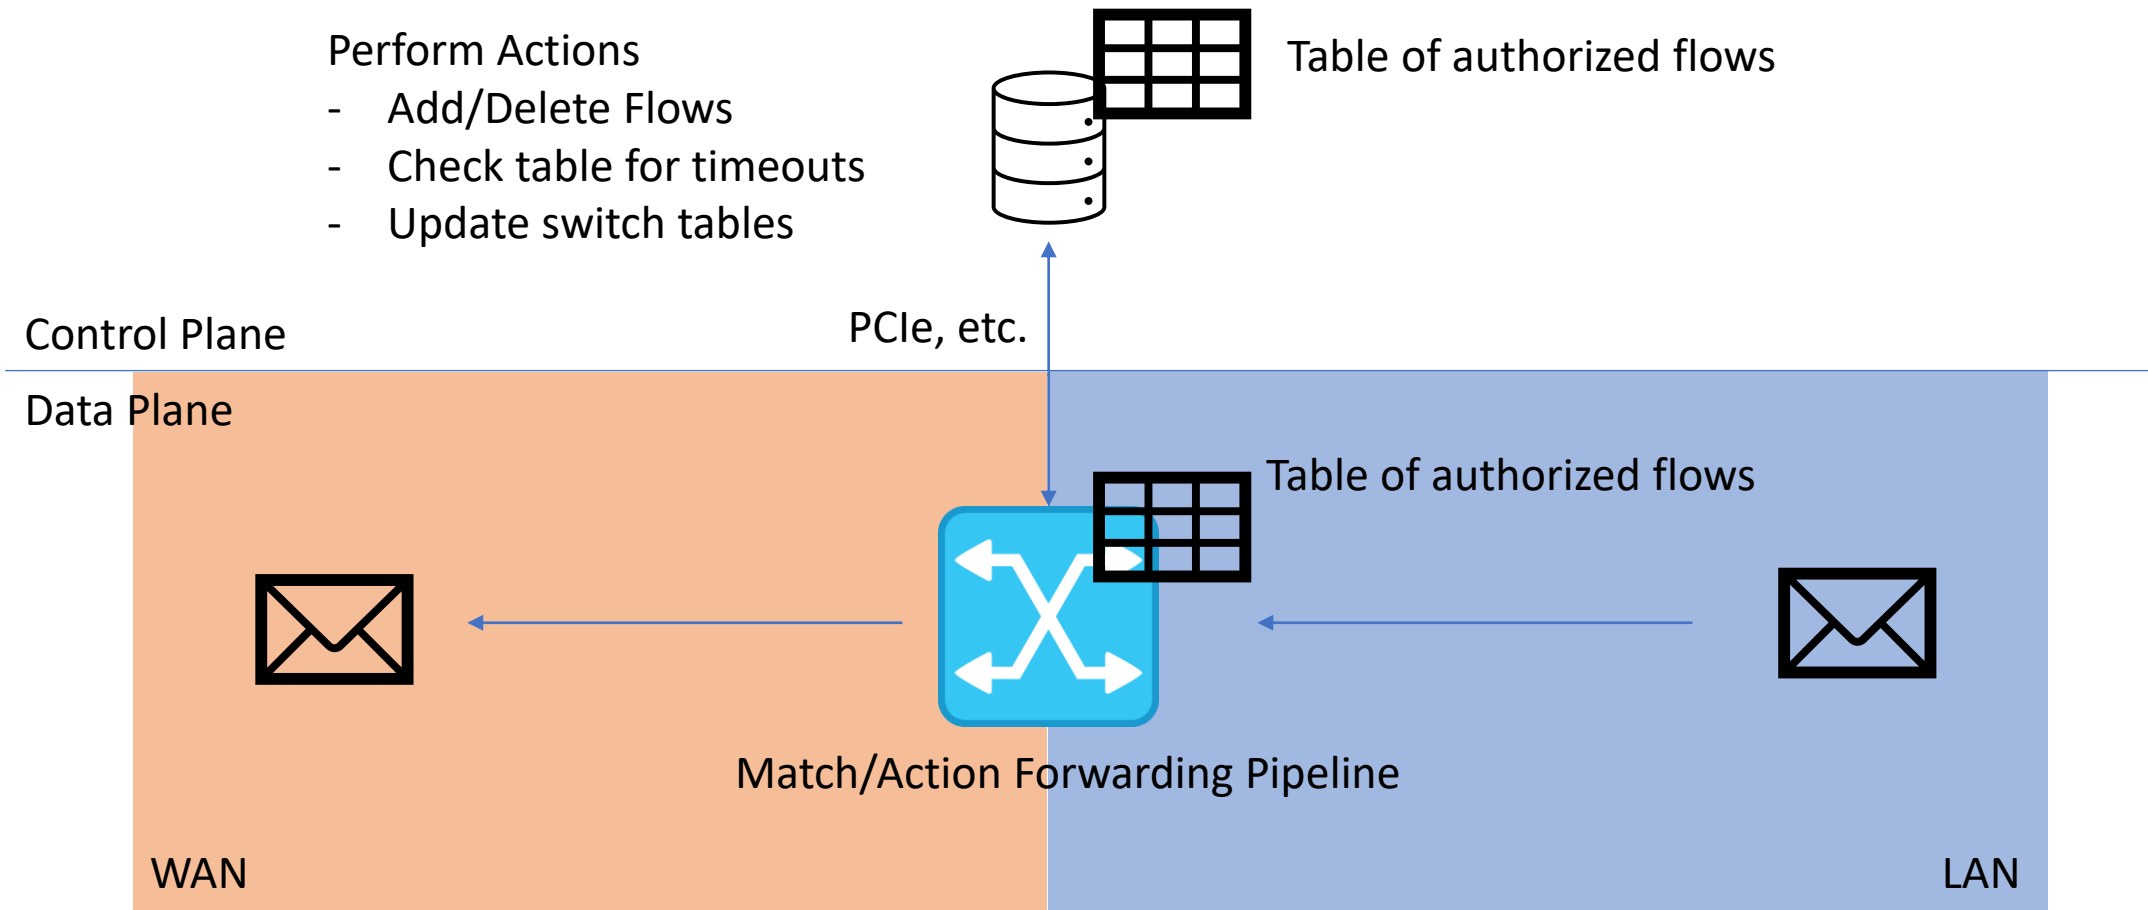 Perform Actions
- Add/Delete Flows
- Check table for timeouts
- Update switch tables
Table of authorized flows
Control Plane
PCIe, etc.
Data Plane
Table of authorized flows
Match/Action Forwarding Pipeline
WAN
LAN